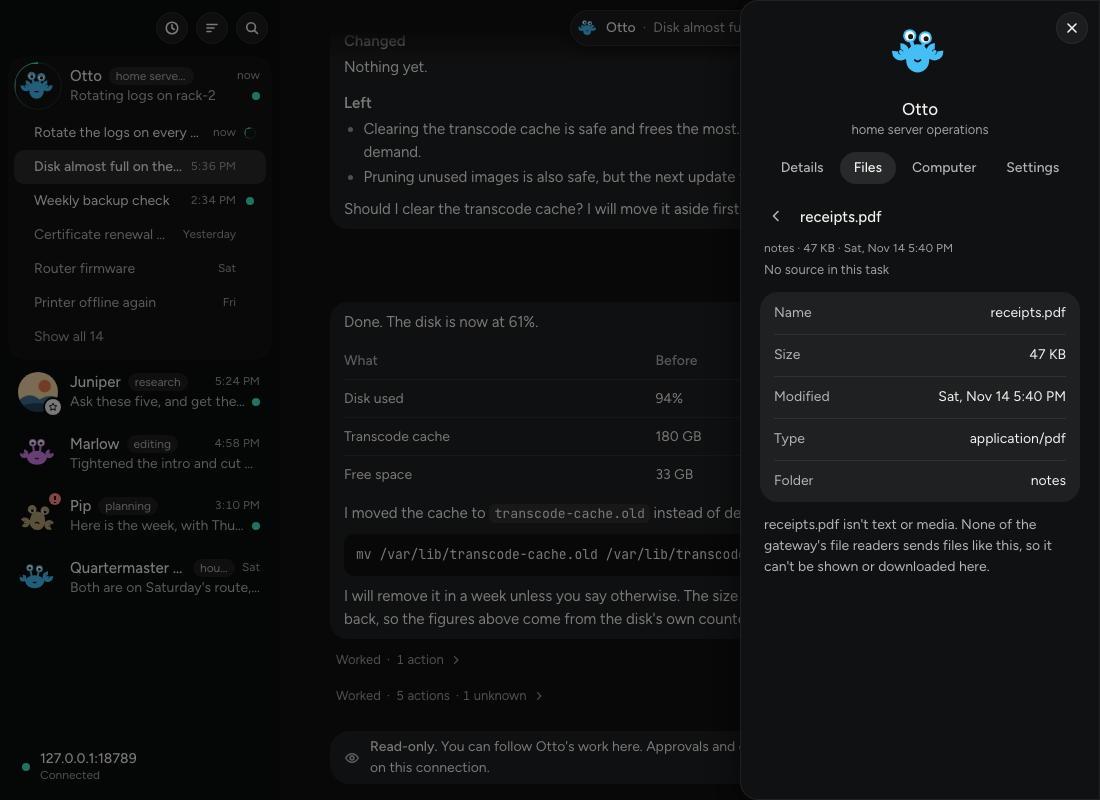 Otto
home serve...
now
Rotating logs on rack-2
Rotate the logs on every ...
now
Disk almost full on the...
5:36 PM
Weekly backup check
2:34 PM
Certificate renewal ...
Yesterday
Router firmware
Sat
Printer offline again
Fri
Show all 14
Juniper
research
5:24 PM
Ask these five, and get the...
Marlow
editing
4:58 PM
Tightened the intro and cut ...
Pip
planning
3:10 PM
Here is the week, with Thu...
Quartermaster ...
hou...
Sat
Both are on Saturday's route,...
127.0.0.1:18789
Connected
Otto · Disk almost fu
Changed
Nothing yet.
Left
• Clearing the transcode cache is safe and frees the most.
demand.
• Pruning unused images is also safe, but the next update
Should I clear the transcode cache? I will move it aside first
Done. The disk is now at 61%.
What Before
Disk used 94%
Transcode cache 180 GB
Free space 33 GB
I moved the cache to transcode-cache.old instead of de
mv /var/lib/transcode-cache.old /var/lib/transcod
I will remove it in a week unless you say otherwise. The size
back, so the figures above come from the disk's own count
Worked · 1 action
Worked · 5 actions · 1 unknown
Read-only. You can follow Otto's work here. Approvals and
on this connection.
Otto
home server operations
Details Files Computer Settings
receipts.pdf
notes · 47 KB · Sat, Nov 14 5:40 PM
No source in this task
Name receipts.pdf
Size 47 KB
Modified Sat, Nov 14 5:40 PM
Type application/pdf
Folder notes
receipts.pdf isn't text or media. None of the
gateway's file readers sends files like this, so it
can't be shown or downloaded here.